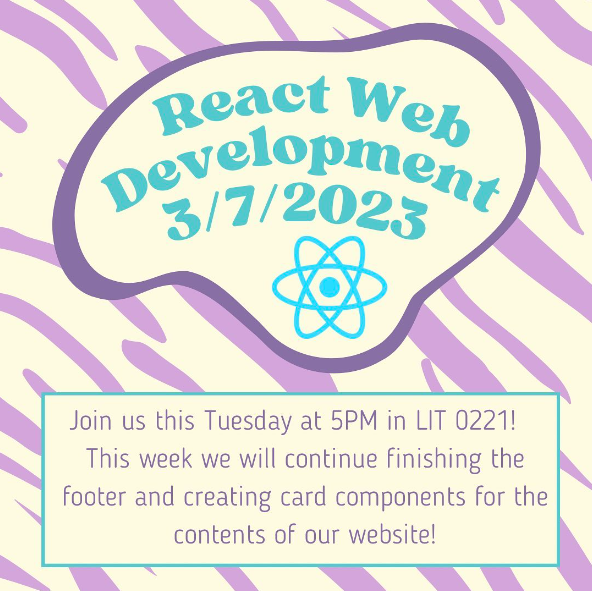 React Web
Development
3/7/2023
Join us this Tuesday at 5PM in LIT 0221!
This week we will continue finishing the
footer and creating card components for the
contents of our website!